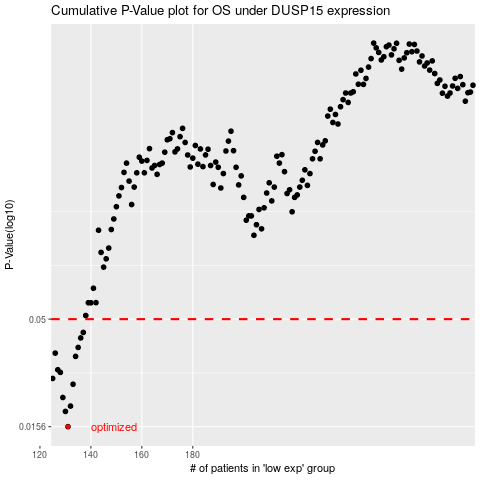 Cumulative P-Value plot for OS under DUSP15 expression
P-Value(log10)
0.05
0.0156
optimized
120 140 160 180
# of patients in 'low exp' group